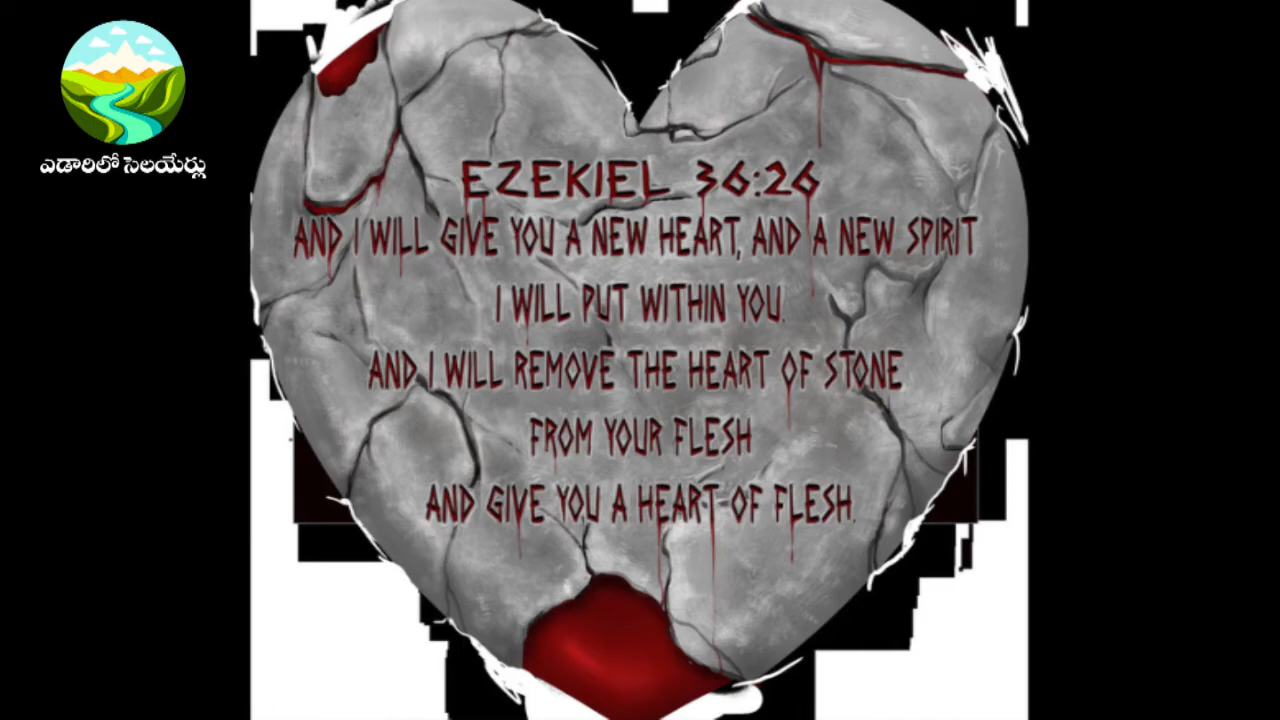 ఎడారిలో సెలయేర్లు
EZEKIEL 36:26
AND I WILL GIVE YOU A NEW HEART, AND A NEW SPIRIT
I WILL PUT WITHIN YOU.
AND I WILL REMOVE THE HEART OF STONE
FROM YOUR FLESH
AND GIVE YOU A HEART OF FLESH.